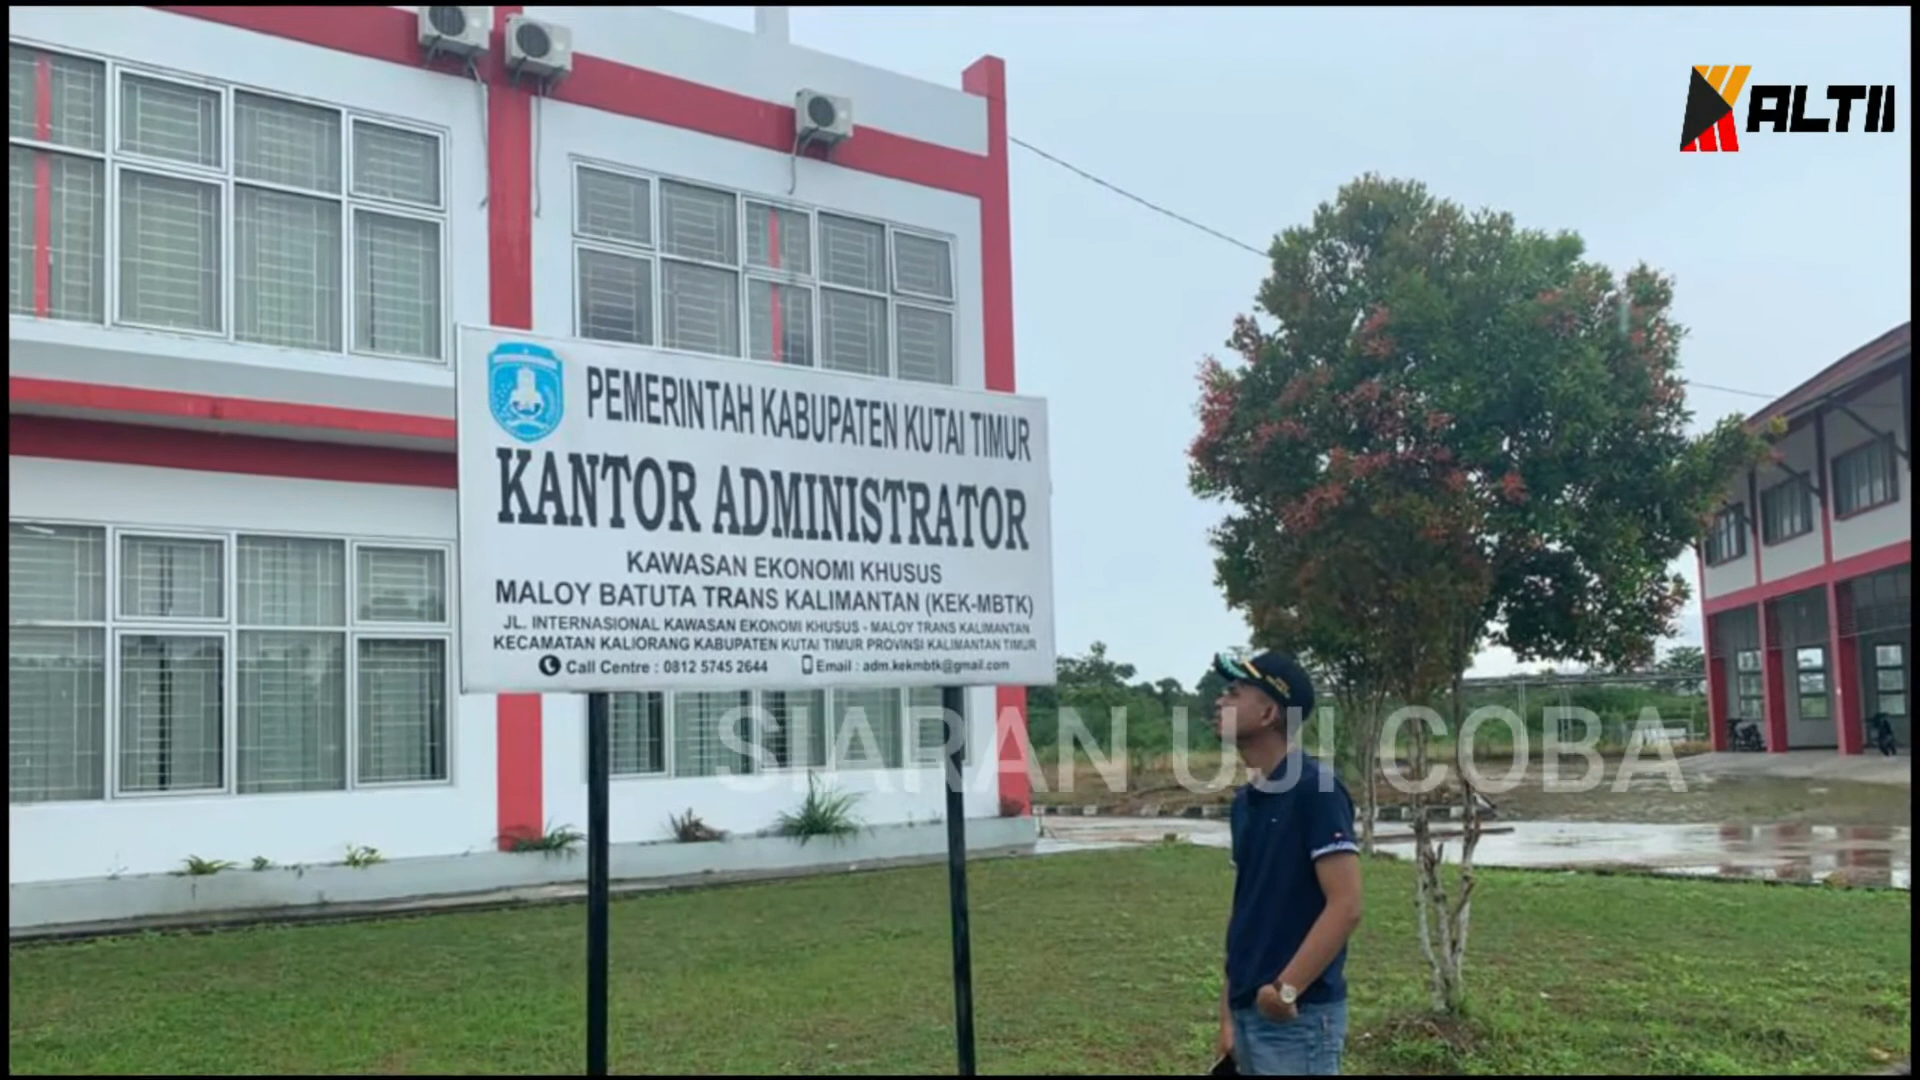 KALTII
PEMERINTAH KABUPATEN KUTAI TIMUR
KANTOR ADMINISTRATOR
KAWASAN EKONOMI KHUSUS
MALOY BATUTA TRANS KALIMANTAN (KEK-MBTK)
JL. INTERNASIONAL KAWASAN EKONOMI KHUSUS - MALOY TRANS KALIMANTAN
KECAMATAN KALIORANG KABUPATEN KUTAI TIMUR PROVINSI KALIMANTAN TIMUR
Call Centre : 0812 5745 2644 Email : adm.kekmbtk@gmail.com
SIARAN UJI COBA